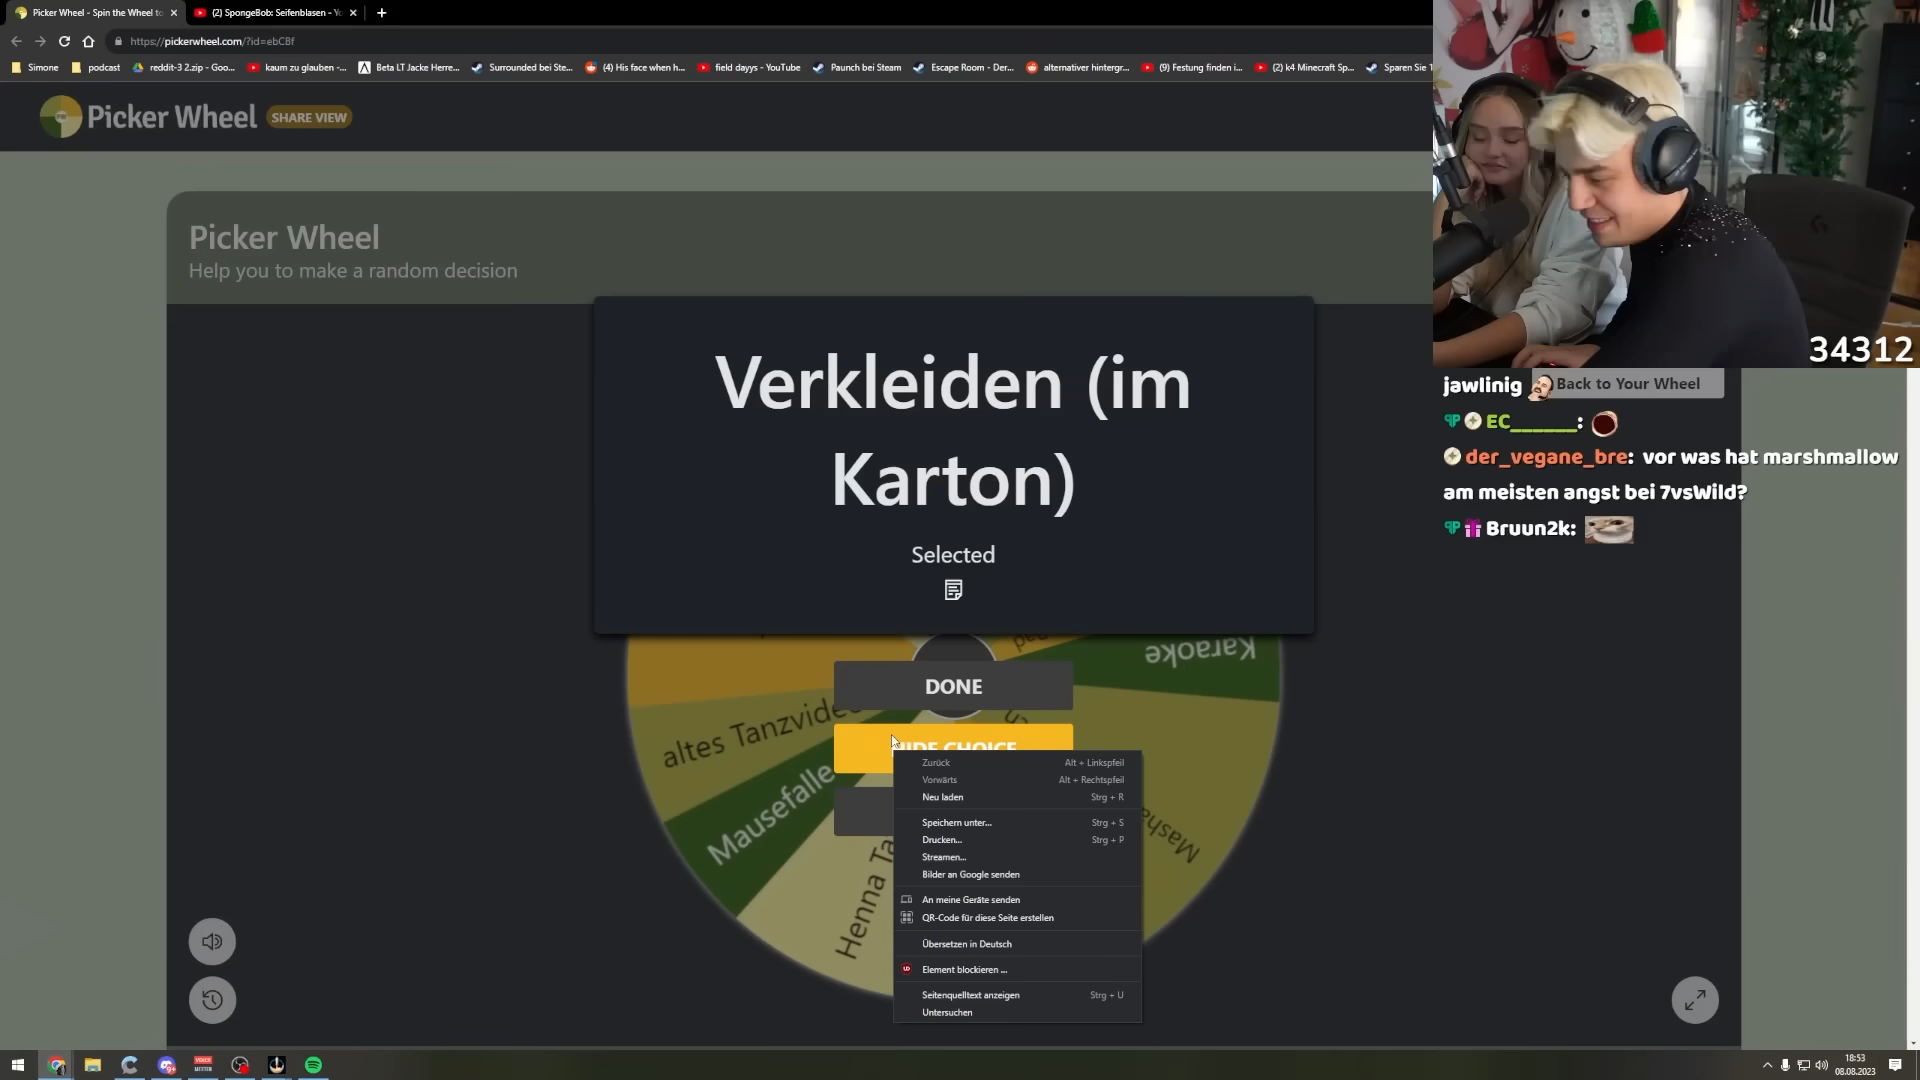 Picker Wheel - Spin the Wheel to
(2) SpongeBob: Seifenblasen - Yo
https://pickerwheel.com/?id=ebCBf
Simone
podcast
reddit-3 2.zip - Goo...
kaum zu glauben -...
Beta LT Jacke Herre...
Surrounded bei Ste...
(4) His face when h...
field dayys - YouTube
Paunch bei Steam
Escape Room - Der...
alternativer hintergr...
(9) Festung finden i...
(2) k4 Minecraft Sp...
Sparen Sie 1
Picker Wheel
SHARE VIEW
Picker Wheel
Help you to make a random decision
Verkleiden (im
Karton)
Selected
34312
jawlinig
Back to Your Wheel
EC______:
der_vegane_bre: vor was hat marshmallow
am meisten angst bei 7vsWild?
Bruun2k:
Karaoke
DONE
altes Tanzvide
HIDE CHOICE
Mausefalle
Henna Ta
Masha
Zurück Alt + Linkspfeil
Vorwärts Alt + Rechtspfeil
Neu laden Strg + R
Speichern unter... Strg + S
Drucken... Strg + P
Streamen...
Bilder an Google senden
An meine Geräte senden
QR-Code für diese Seite erstellen
Übersetzen in Deutsch
Element blockieren ...
Seitenquelltext anzeigen Strg + U
Untersuchen
18:53
08.08.2023